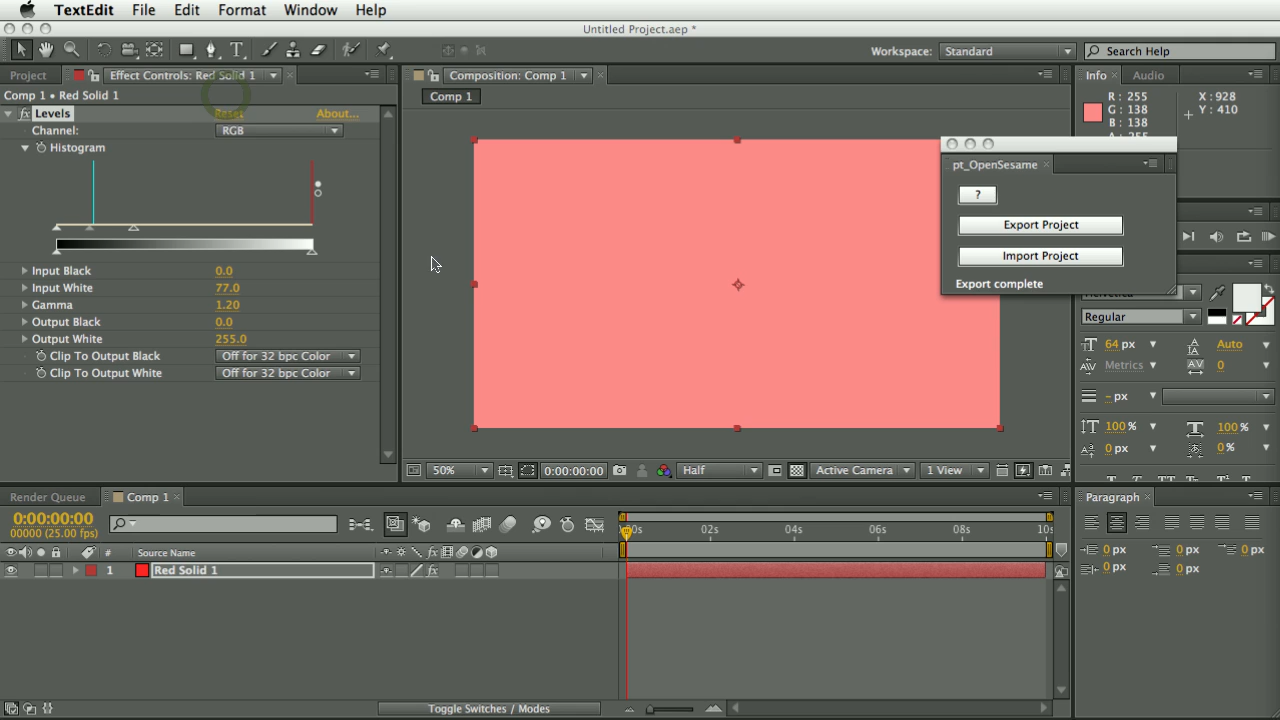 TextEdit File Edit Format Window Help
Untitled Project.aep *
Workspace: Standard Search Help
Project Effect Controls: Red Solid 1
Composition: Comp 1
Info Audio
Comp 1 • Red Solid 1
Comp 1
R: 255
G: 138
B: 138
A: 255
X: 928
Y: 410
fx Levels Reset About...
Channel: RGB
Histogram
pt_OpenSesame
?
Export Project
Import Project
Export complete
Input Black 0.0
Input White 77.0
Gamma 1.20
Output Black 0.0
Output White 255.0
Clip To Output Black Off for 32 bpc Color
Clip To Output White Off for 32 bpc Color
Regular
64 px Auto
Metrics 0
- px
100 % 100 %
0 px 0 %
50% 0:00:00:00 Half Active Camera 1 View
Render Queue Comp 1
Paragraph
0:00:00:00
00000 (25.00 fps)
02s 04s 06s 08s
# Source Name
1 Red Solid 1
0 px 0 px 0 px
0 px 0 px
Toggle Switches / Modes